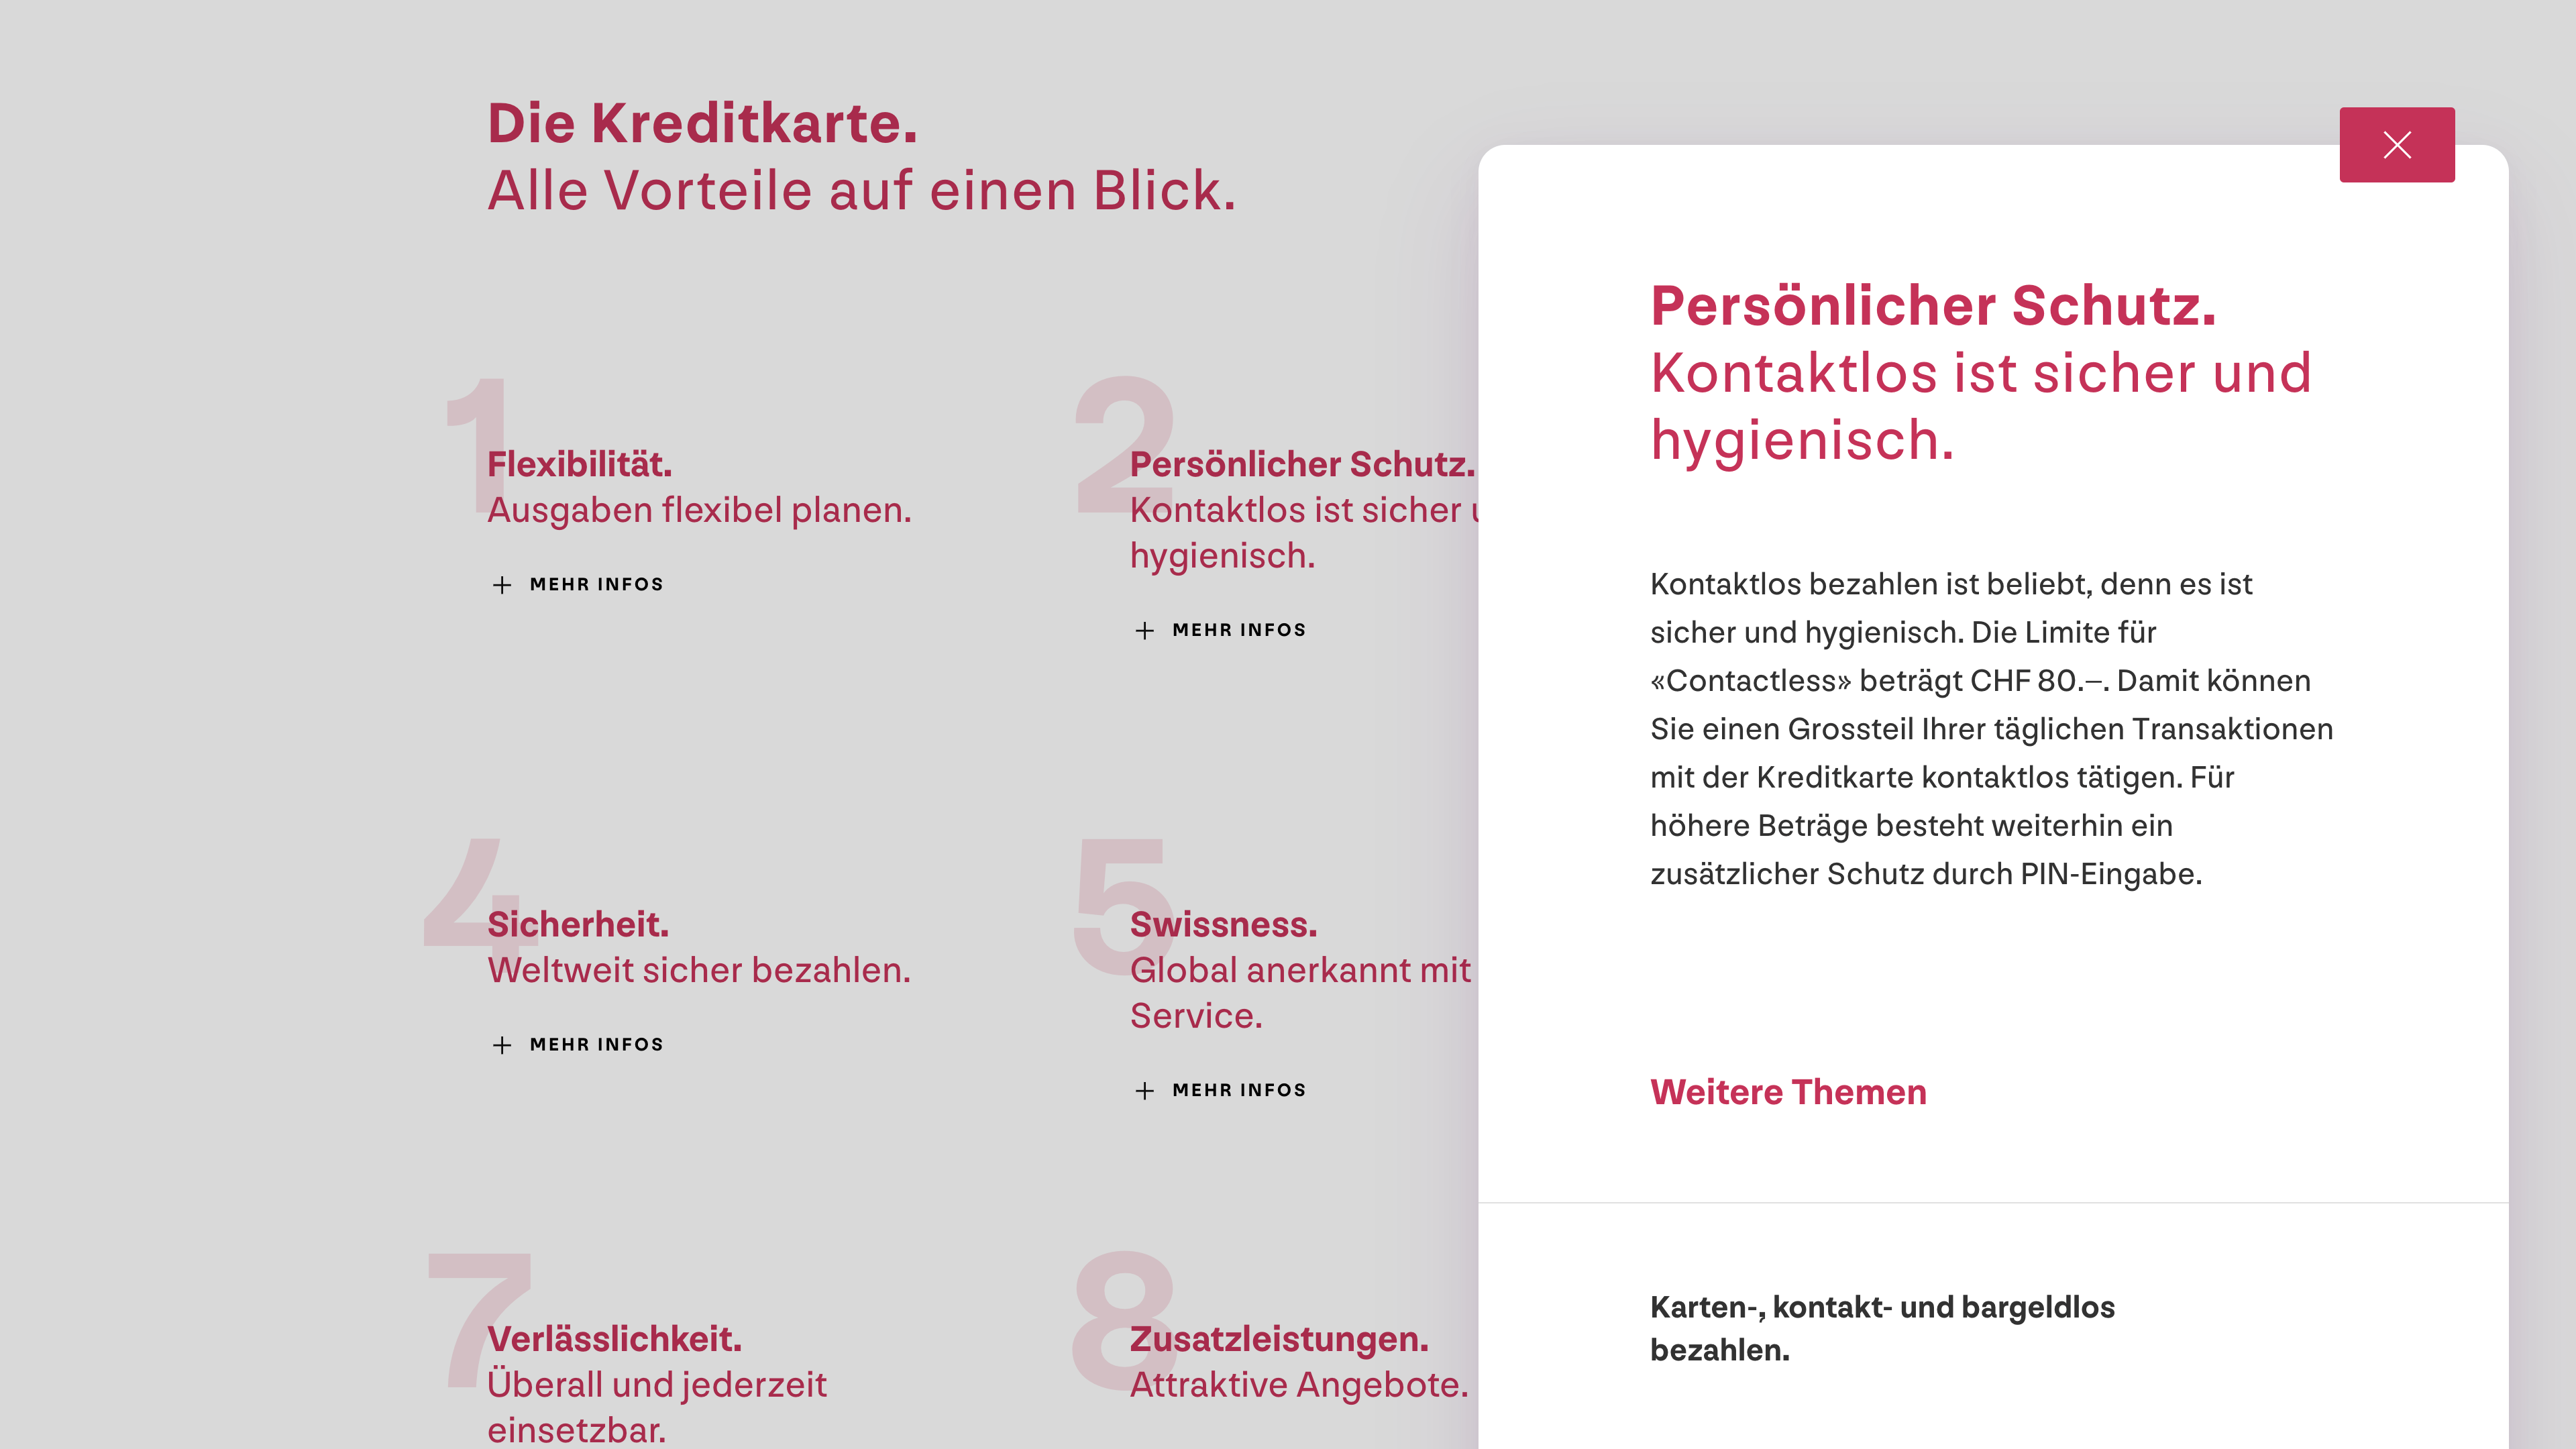 Die Kreditkarte.
Alle Vorteile auf einen Blick.
1
Flexibilität.
Ausgaben flexibel planen.
MEHR INFOS
2
Persönlicher Schutz.
Kontaktlos ist sicher
hygienisch.
MEHR INFOS
4
Sicherheit.
Weltweit sicher bezahlen.
MEHR INFOS
5
Swissness.
Global anerkannt mit
Service.
MEHR INFOS
7
Verlässlichkeit.
Überall und jederzeit
einsetzbar.
8
Zusatzleistungen.
Attraktive Angebote.
Persönlicher Schutz.
Kontaktlos ist sicher und
hygienisch.
Kontaktlos bezahlen ist beliebt, denn es ist
sicher und hygienisch. Die Limite für
«Contactless» beträgt CHF 80.–. Damit können
Sie einen Grossteil Ihrer täglichen Transaktionen
mit der Kreditkarte kontaktlos tätigen. Für
höhere Beträge besteht weiterhin ein
zusätzlicher Schutz durch PIN-Eingabe.
Weitere Themen
Karten-, kontakt- und bargeldlos
bezahlen.